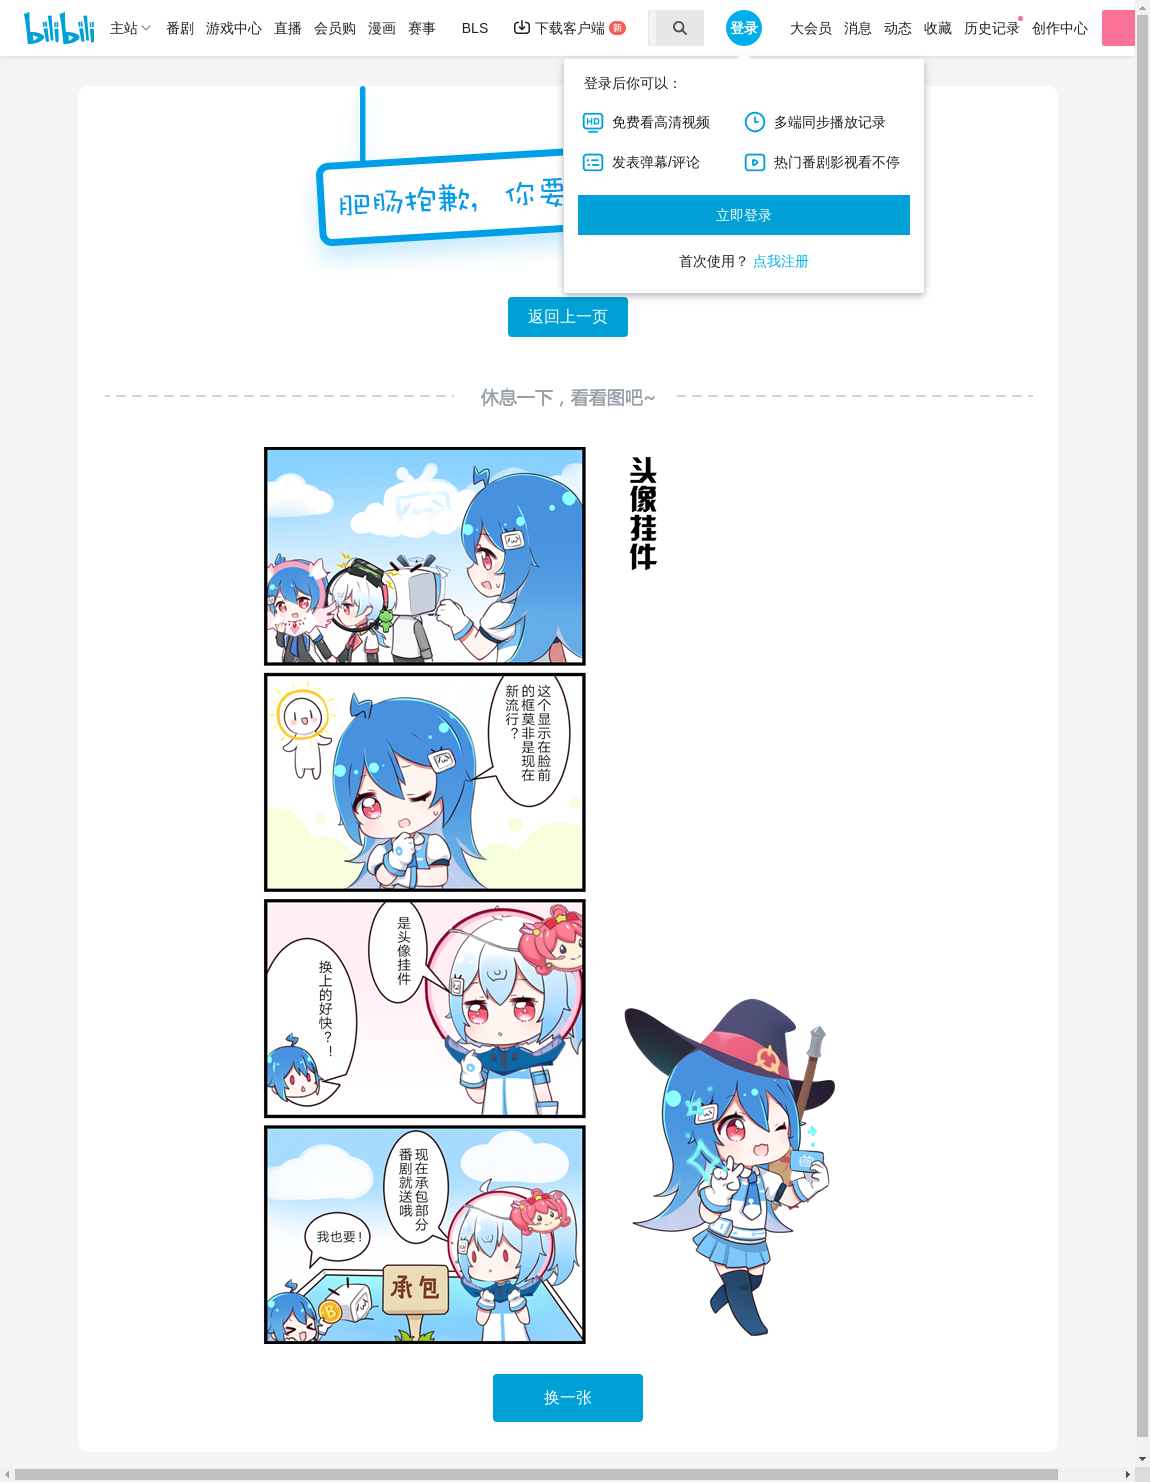 bilibili 主站 番剧 游戏中心 直播 会员购 漫画 赛事 BLS 下载客户端 新 登录 大会员 消息 动态 收藏 历史记录 创作中心
登录后你可以：
HD 免费看高清视频 多端同步播放记录
发表弹幕/评论 热门番剧影视看不停
立即登录
首次使用？ 点我注册
肥肠抱歉，你要
返回上一页
休息一下，看看图吧~
头像挂件
这个显示在脸前
的框莫非是现在
新流行？
是头像挂件
换上的好快？！
现在承包部分
番剧就送哦
我也要！
承包
换一张